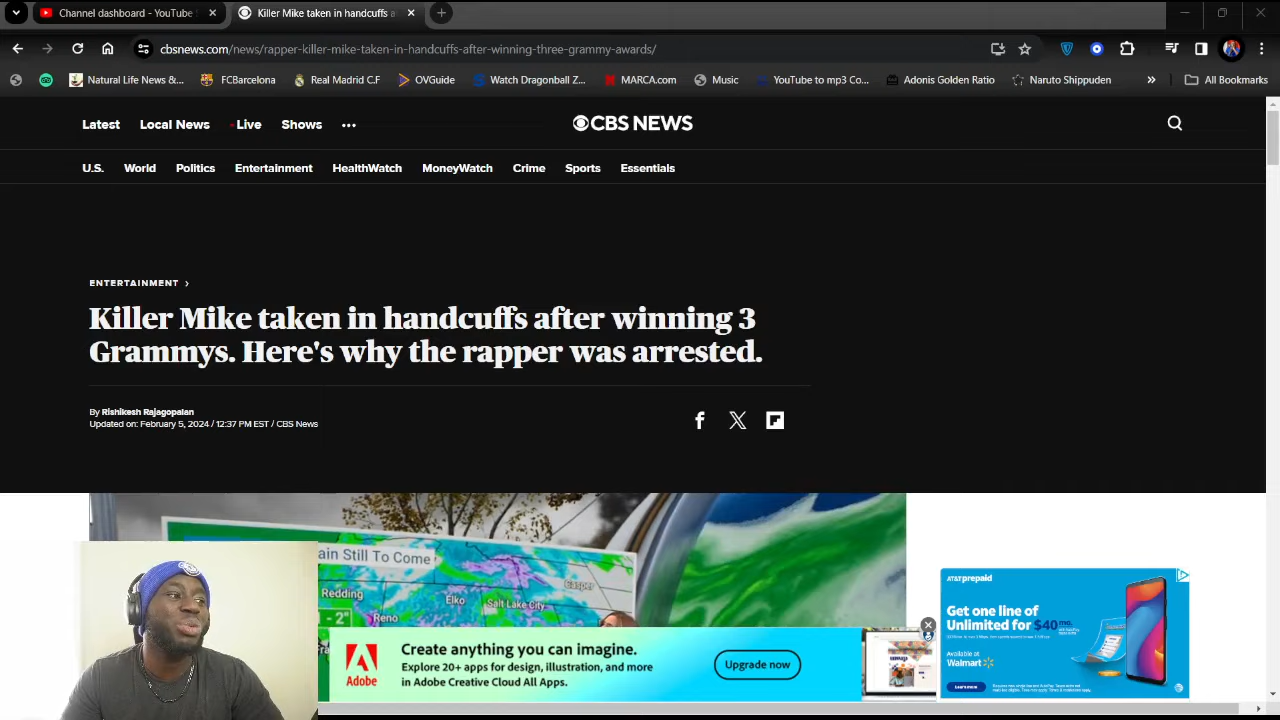 Channel dashboard - YouTube
Killer Mike taken in handcuffs a
cbsnews.com/news/rapper-killer-mike-taken-in-handcuffs-after-winning-three-grammy-awards/
Natural Life News &... FCBarcelona Real Madrid C.F OVGuide Watch Dragonball Z... MARCA.com Music YouTube to mp3 Co... Adonis Golden Ratio Naruto Shippuden » All Bookmarks
Latest Local News Live Shows •••
CBS NEWS
U.S. World Politics Entertainment HealthWatch MoneyWatch Crime Sports Essentials
ENTERTAINMENT ›
Killer Mike taken in handcuffs after winning 3
Grammys. Here's why the rapper was arrested.
By Rishikesh Rajagopalan
Updated on: February 5, 2024 / 12:37 PM EST / CBS News
ain Still To Come
Redding
Elko
Casper
Salt Lake City
Reno
Adobe
Create anything you can imagine.
Explore 20+ apps for design, illustration, and more
in Adobe Creative Cloud All Apps.
Upgrade now
AT&T prepaid
Get one line of
Unlimited for $40 mo.
Available at
Walmart
Learn more